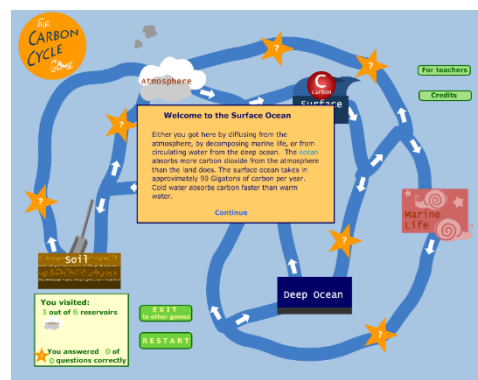 THE
CARBON
CYCLE
GAME
Atmosphere
C
carbon
Surface
For teachers
Credits
Welcome to the Surface Ocean
Either you got here by diffusing from the
atmosphere, by decomposing marine life, or from
circulating water from the deep ocean. The ocean
absorbs more carbon dioxide from the atmosphere
than the land does. The surface ocean takes in
approximately 90 Gigatons of carbon per year.
Cold water absorbs carbon faster than warm
water.
Continue
?
?
?
?
?
?
Marine
Life
Soil
Deep Ocean
You visited:
1 out of 6 reservoirs
You answered 0 of
0 questions correctly
?
EXIT
to other games
RESTART